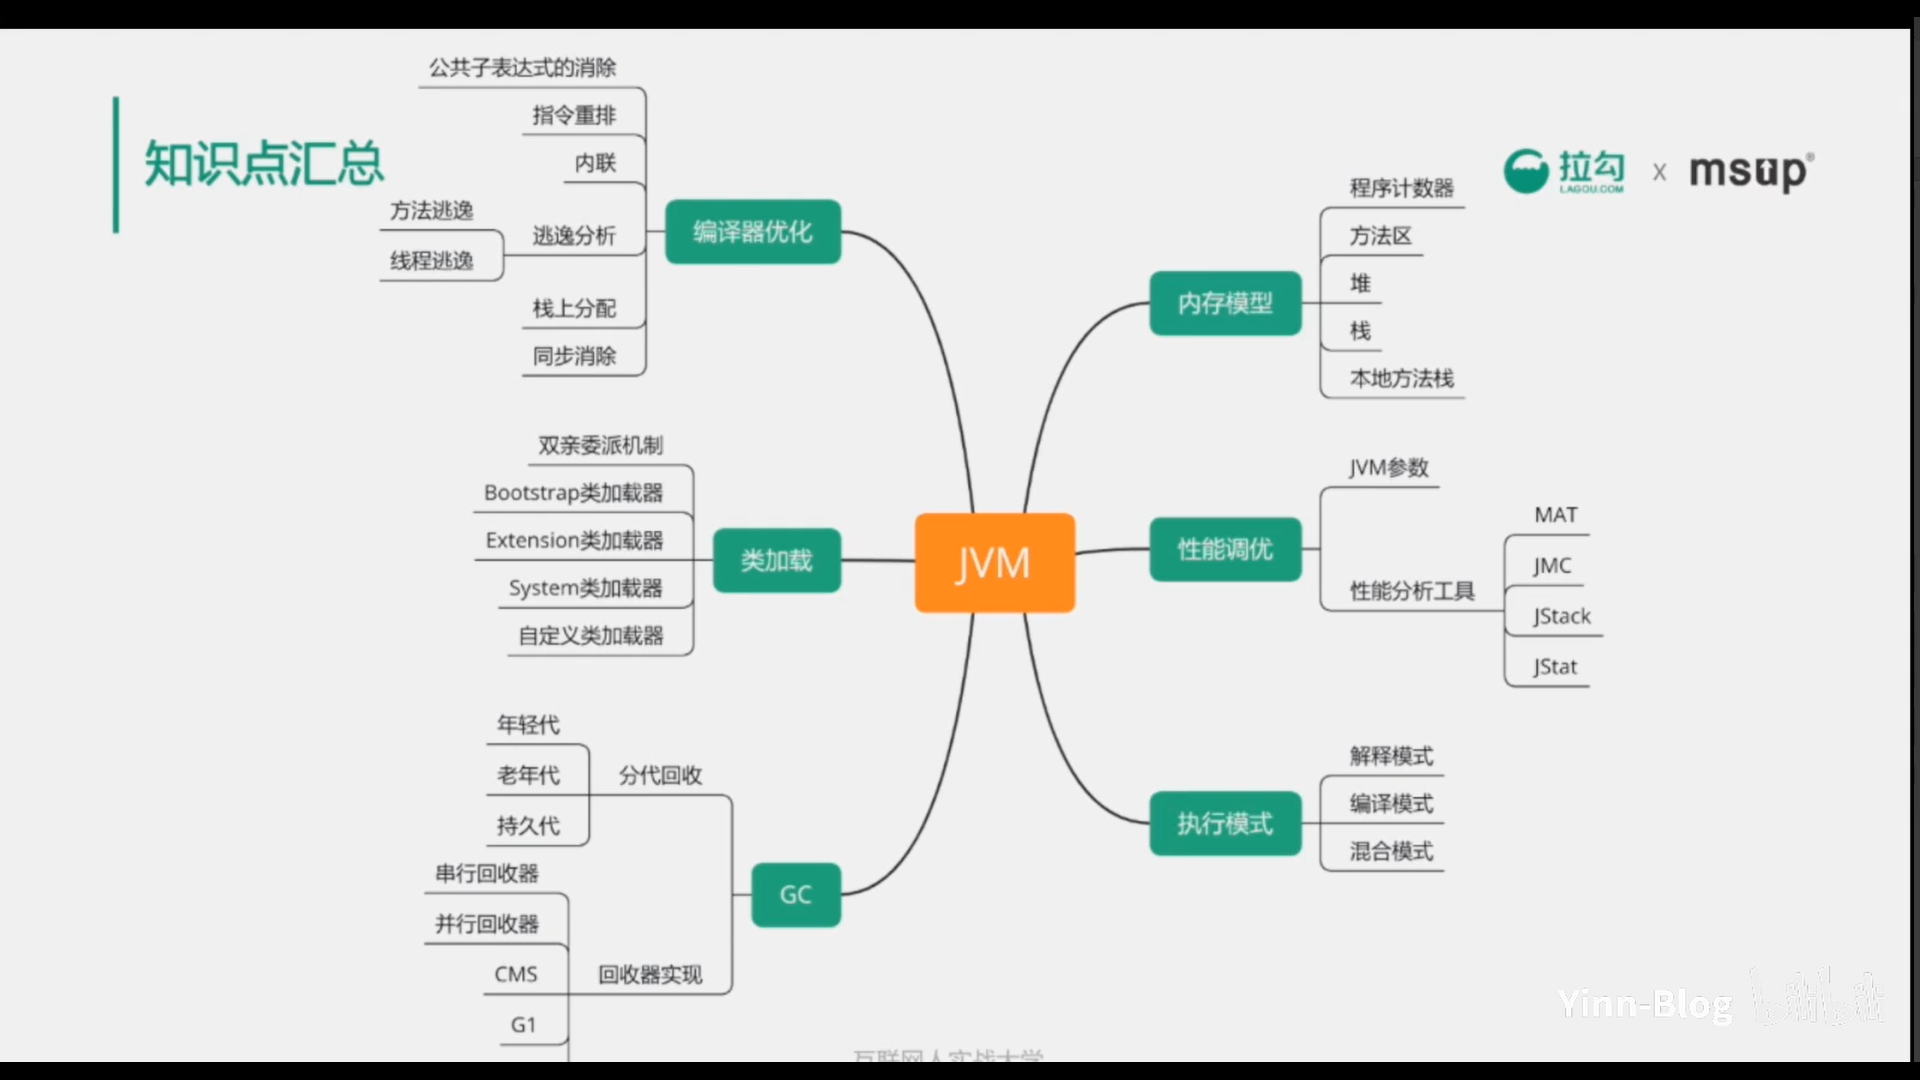 知识点汇总
公共子表达式的消除
指令重排
内联
方法逃逸
线程逃逸
逃逸分析
栈上分配
同步消除
编译器优化
双亲委派机制
Bootstrap类加载器
Extension类加载器
System类加载器
自定义类加载器
类加载
年轻代
老年代
持久代
分代回收
串行回收器
并行回收器
CMS
G1
回收器实现
GC
JVM
拉勾
LAGOU.COM
x
msup®
程序计数器
方法区
堆
栈
本地方法栈
内存模型
JVM参数
性能调优
性能分析工具
MAT
JMC
JStack
JStat
解释模式
编译模式
混合模式
执行模式
Yinn-Blog
bilibili
互联网人实战大学